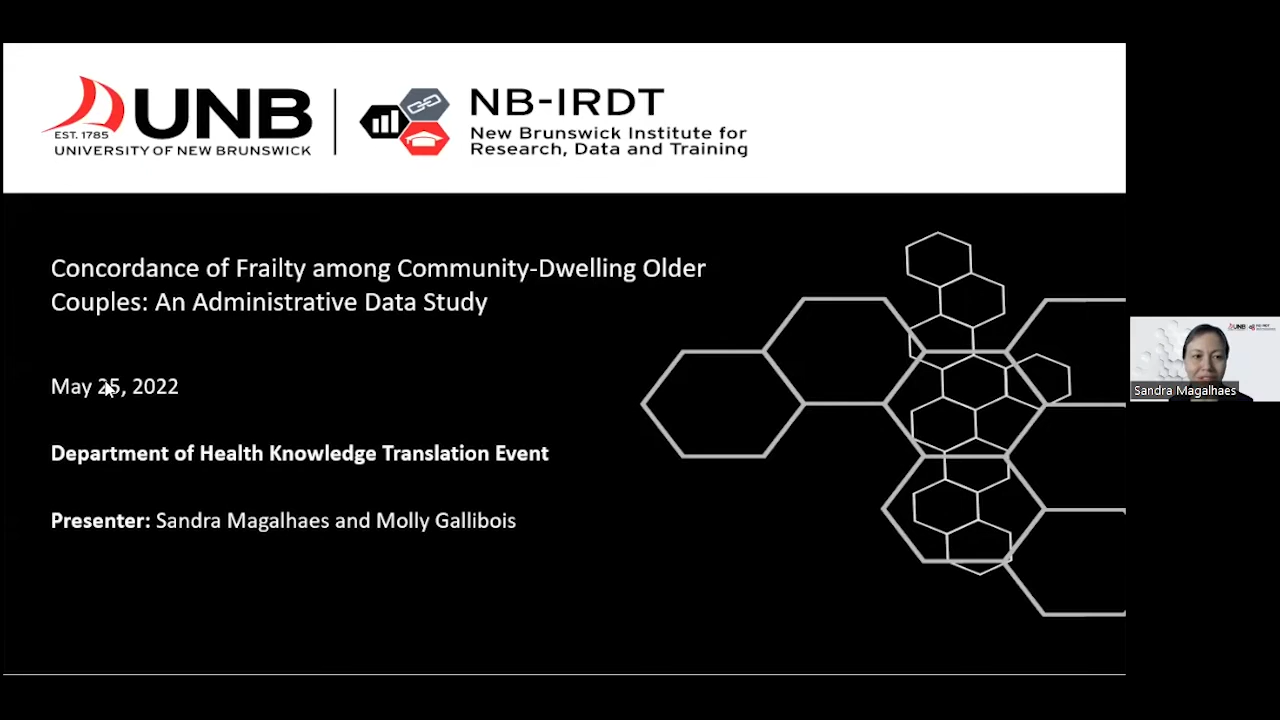 UNB
EST. 1785
UNIVERSITY OF NEW BRUNSWICK
NB-IRDT
New Brunswick Institute for
Research, Data and Training
Concordance of Frailty among Community-Dwelling Older
Couples: An Administrative Data Study
May 25, 2022
Department of Health Knowledge Translation Event
Presenter: Sandra Magalhaes and Molly Gallibois
UNB
Sandra Magalhaes